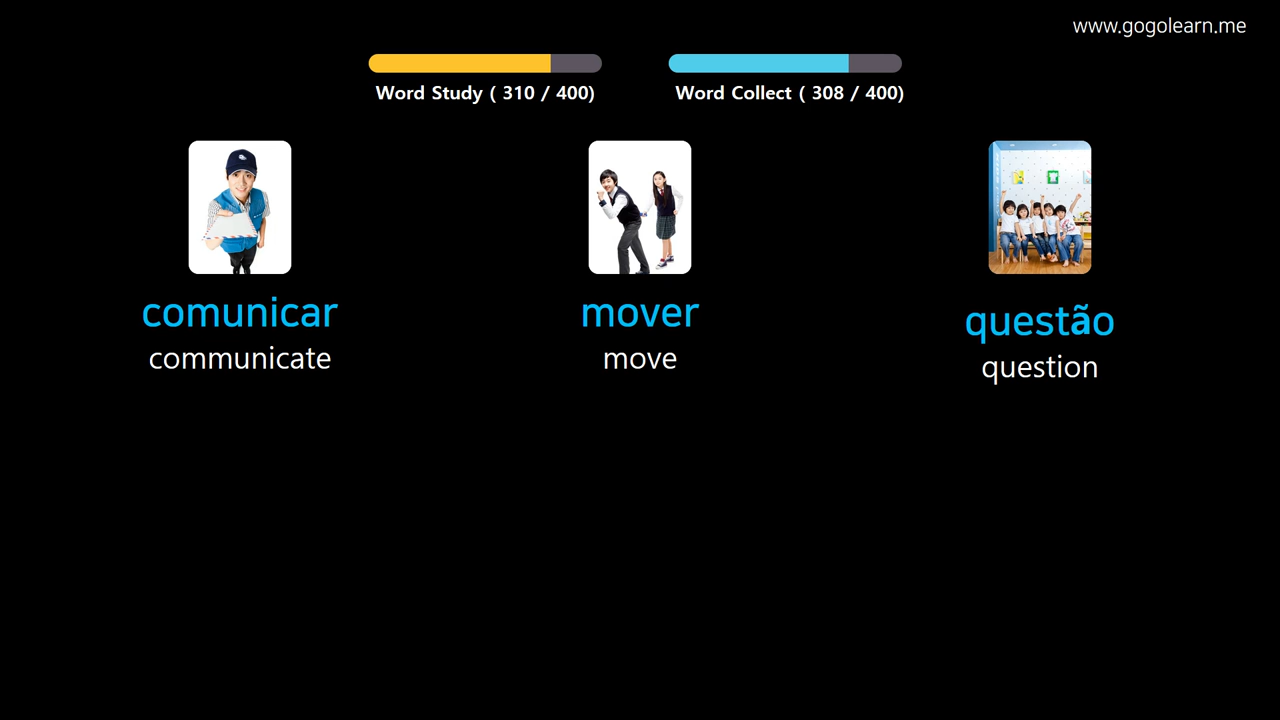 www.gogolearn.me
Word Study ( 310 / 400)
Word Collect ( 308 / 400)
comunicar
communicate
mover
move
questão
question